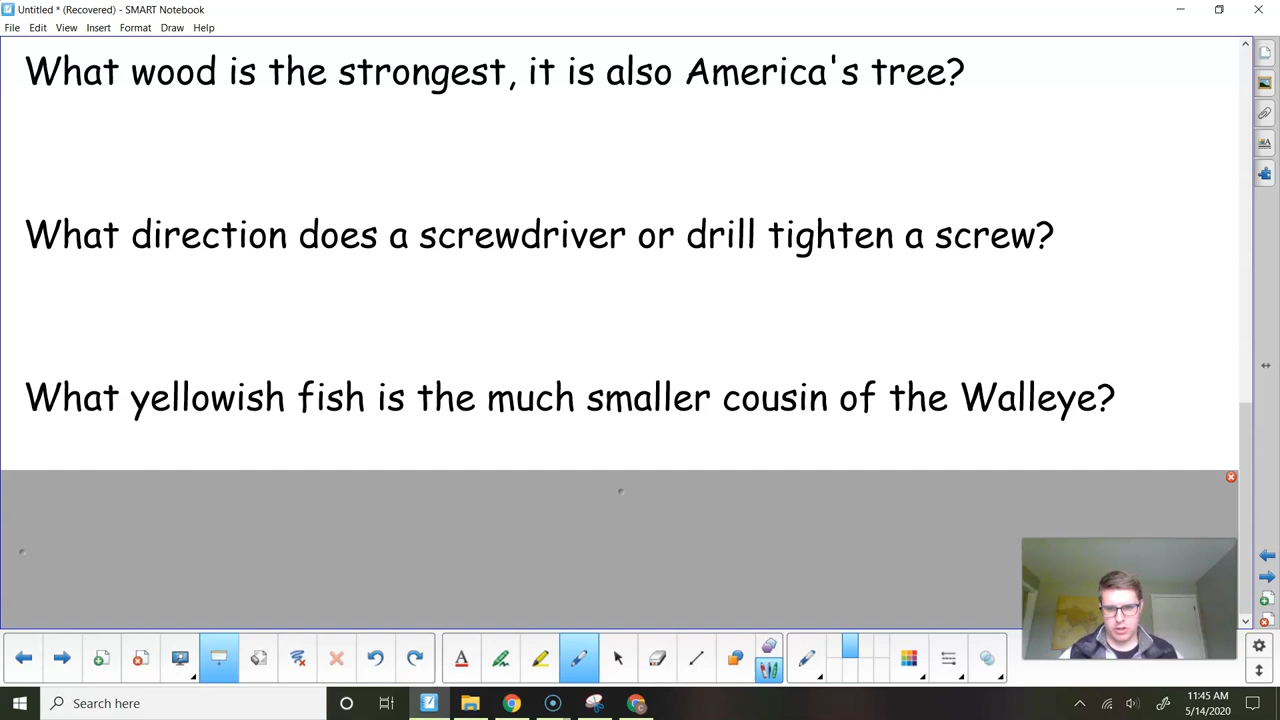 Untitled * (Recovered) - SMART Notebook
File Edit View Insert Format Draw Help
What wood is the strongest, it is also America's tree?
What direction does a screwdriver or drill tighten a screw?
What yellowish fish is the much smaller cousin of the Walleye?
Type here to search
11:45 AM
5/14/2020